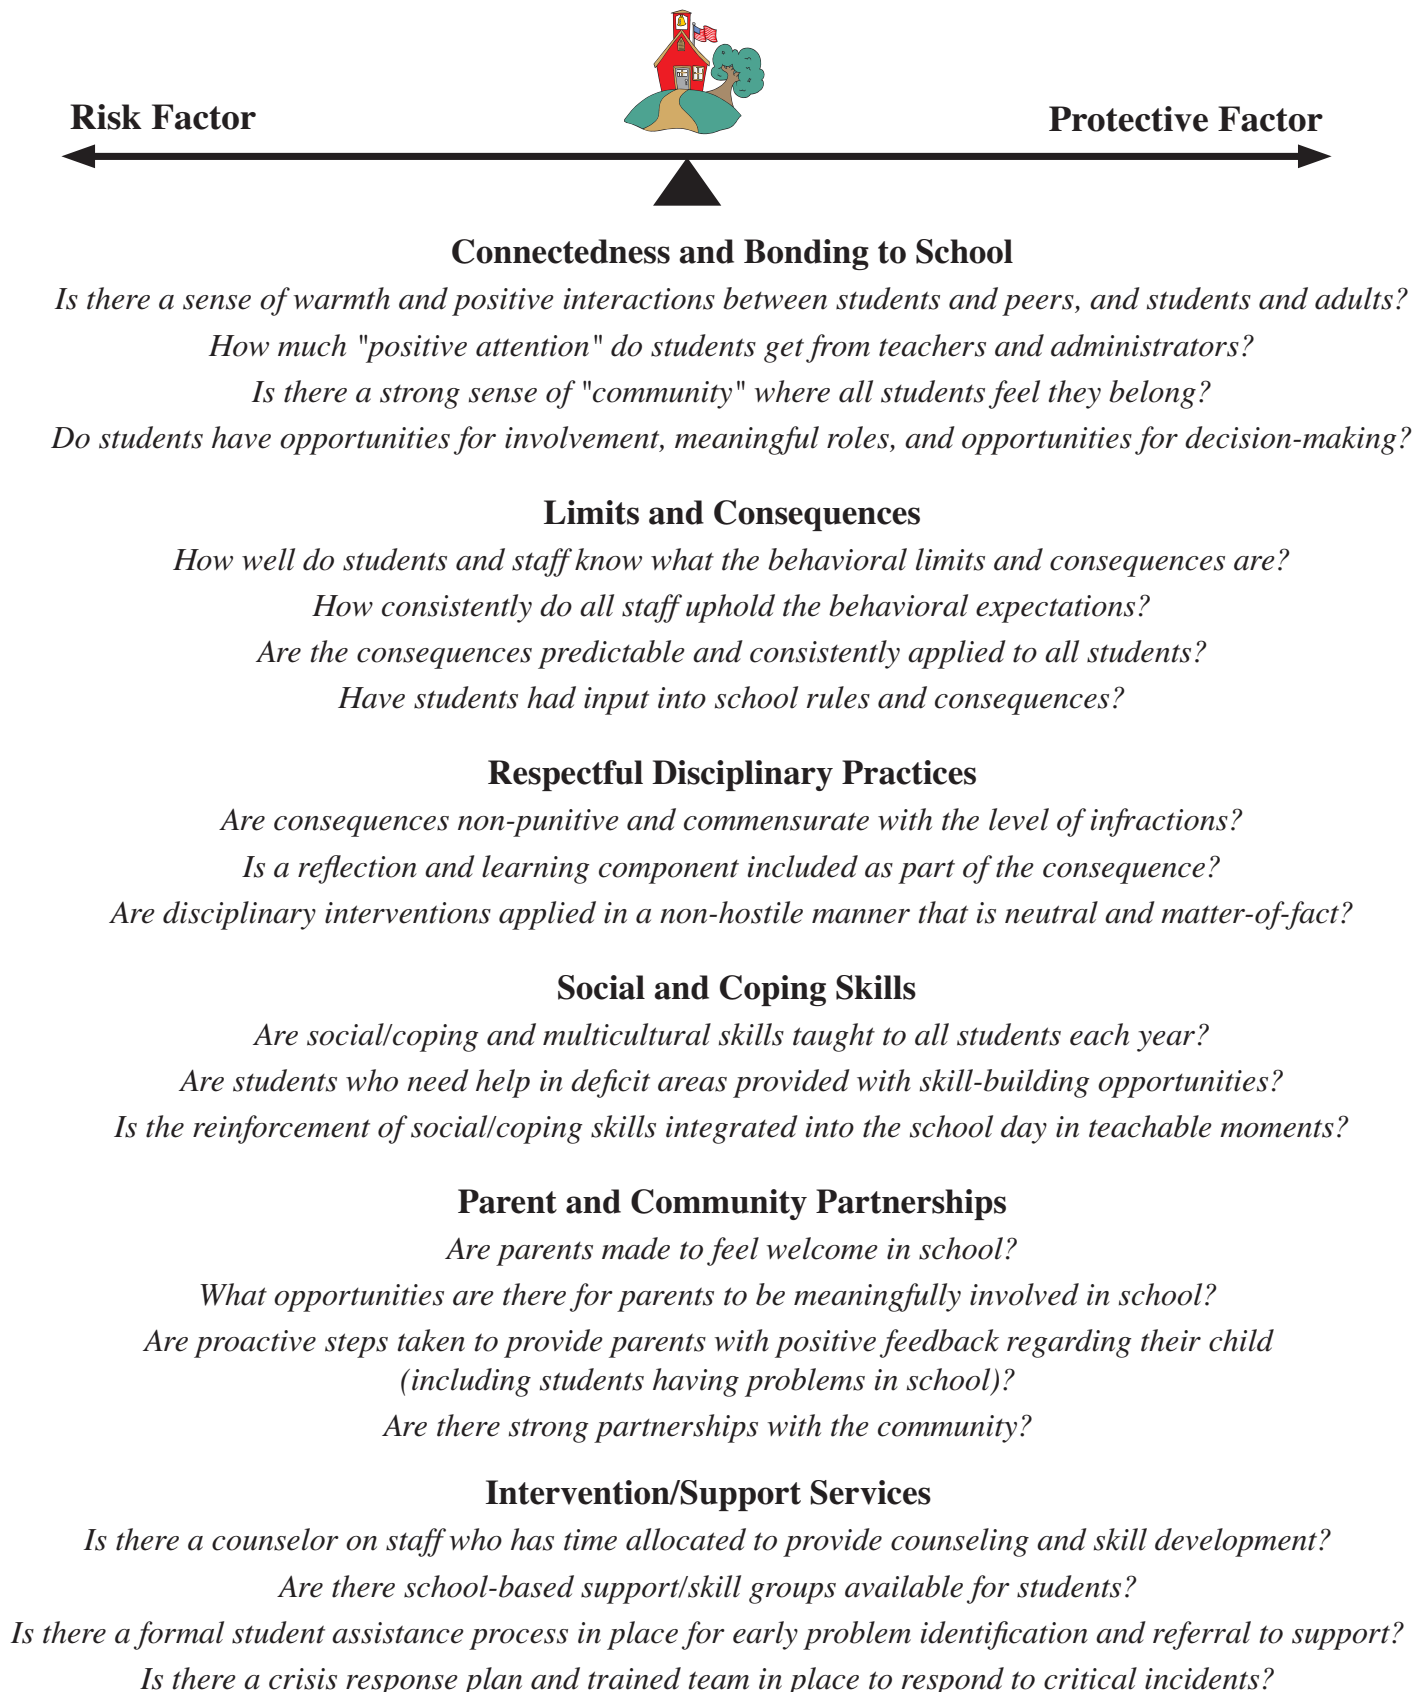 Risk Factor
Protective Factor
Connectedness and Bonding to School
Is there a sense of warmth and positive interactions between students and peers, and students and adults?
How much "positive attention" do students get from teachers and administrators?
Is there a strong sense of "community" where all students feel they belong?
Do students have opportunities for involvement, meaningful roles, and opportunities for decision-making?
Limits and Consequences
How well do students and staff know what the behavioral limits and consequences are?
How consistently do all staff uphold the behavioral expectations?
Are the consequences predictable and consistently applied to all students?
Have students had input into school rules and consequences?
Respectful Disciplinary Practices
Are consequences non-punitive and commensurate with the level of infractions?
Is a reflection and learning component included as part of the consequence?
Are disciplinary interventions applied in a non-hostile manner that is neutral and matter-of-fact?
Social and Coping Skills
Are social/coping and multicultural skills taught to all students each year?
Are students who need help in deficit areas provided with skill-building opportunities?
Is the reinforcement of social/coping skills integrated into the school day in teachable moments?
Parent and Community Partnerships
Are parents made to feel welcome in school?
What opportunities are there for parents to be meaningfully involved in school?
Are proactive steps taken to provide parents with positive feedback regarding their child
(including students having problems in school)?
Are there strong partnerships with the community?
Intervention/Support Services
Is there a counselor on staff who has time allocated to provide counseling and skill development?
Are there school-based support/skill groups available for students?
Is there a formal student assistance process in place for early problem identification and referral to support?
Is there a crisis response plan and trained team in place to respond to critical incidents?